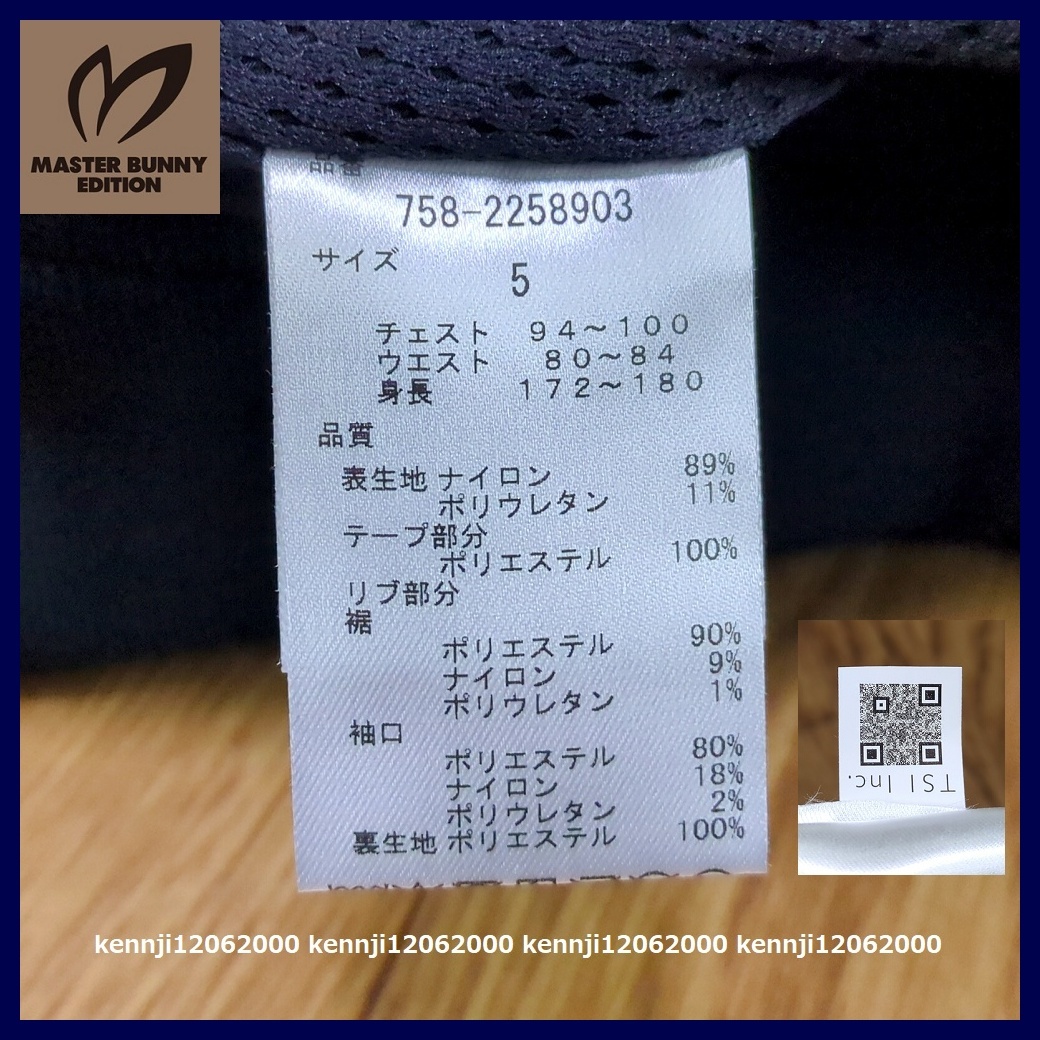 MASTER BUNNY
EDITION
品番
758-2258903
サイズ
5
チェスト 94～100
ウエスト 80～84
身長 172～180
品質
表生地 ナイロン 89%
ポリウレタン 11%
テープ部分
ポリエステル 100%
リブ部分
裾
ポリエステル 90%
ナイロン 9%
ポリウレタン 1%
袖口
ポリエステル 80%
ナイロン 18%
ポリウレタン 2%
裏生地 ポリエステル 100%
TSI Inc.
kennji12062000 kennji12062000 kennji12062000 kennji12062000